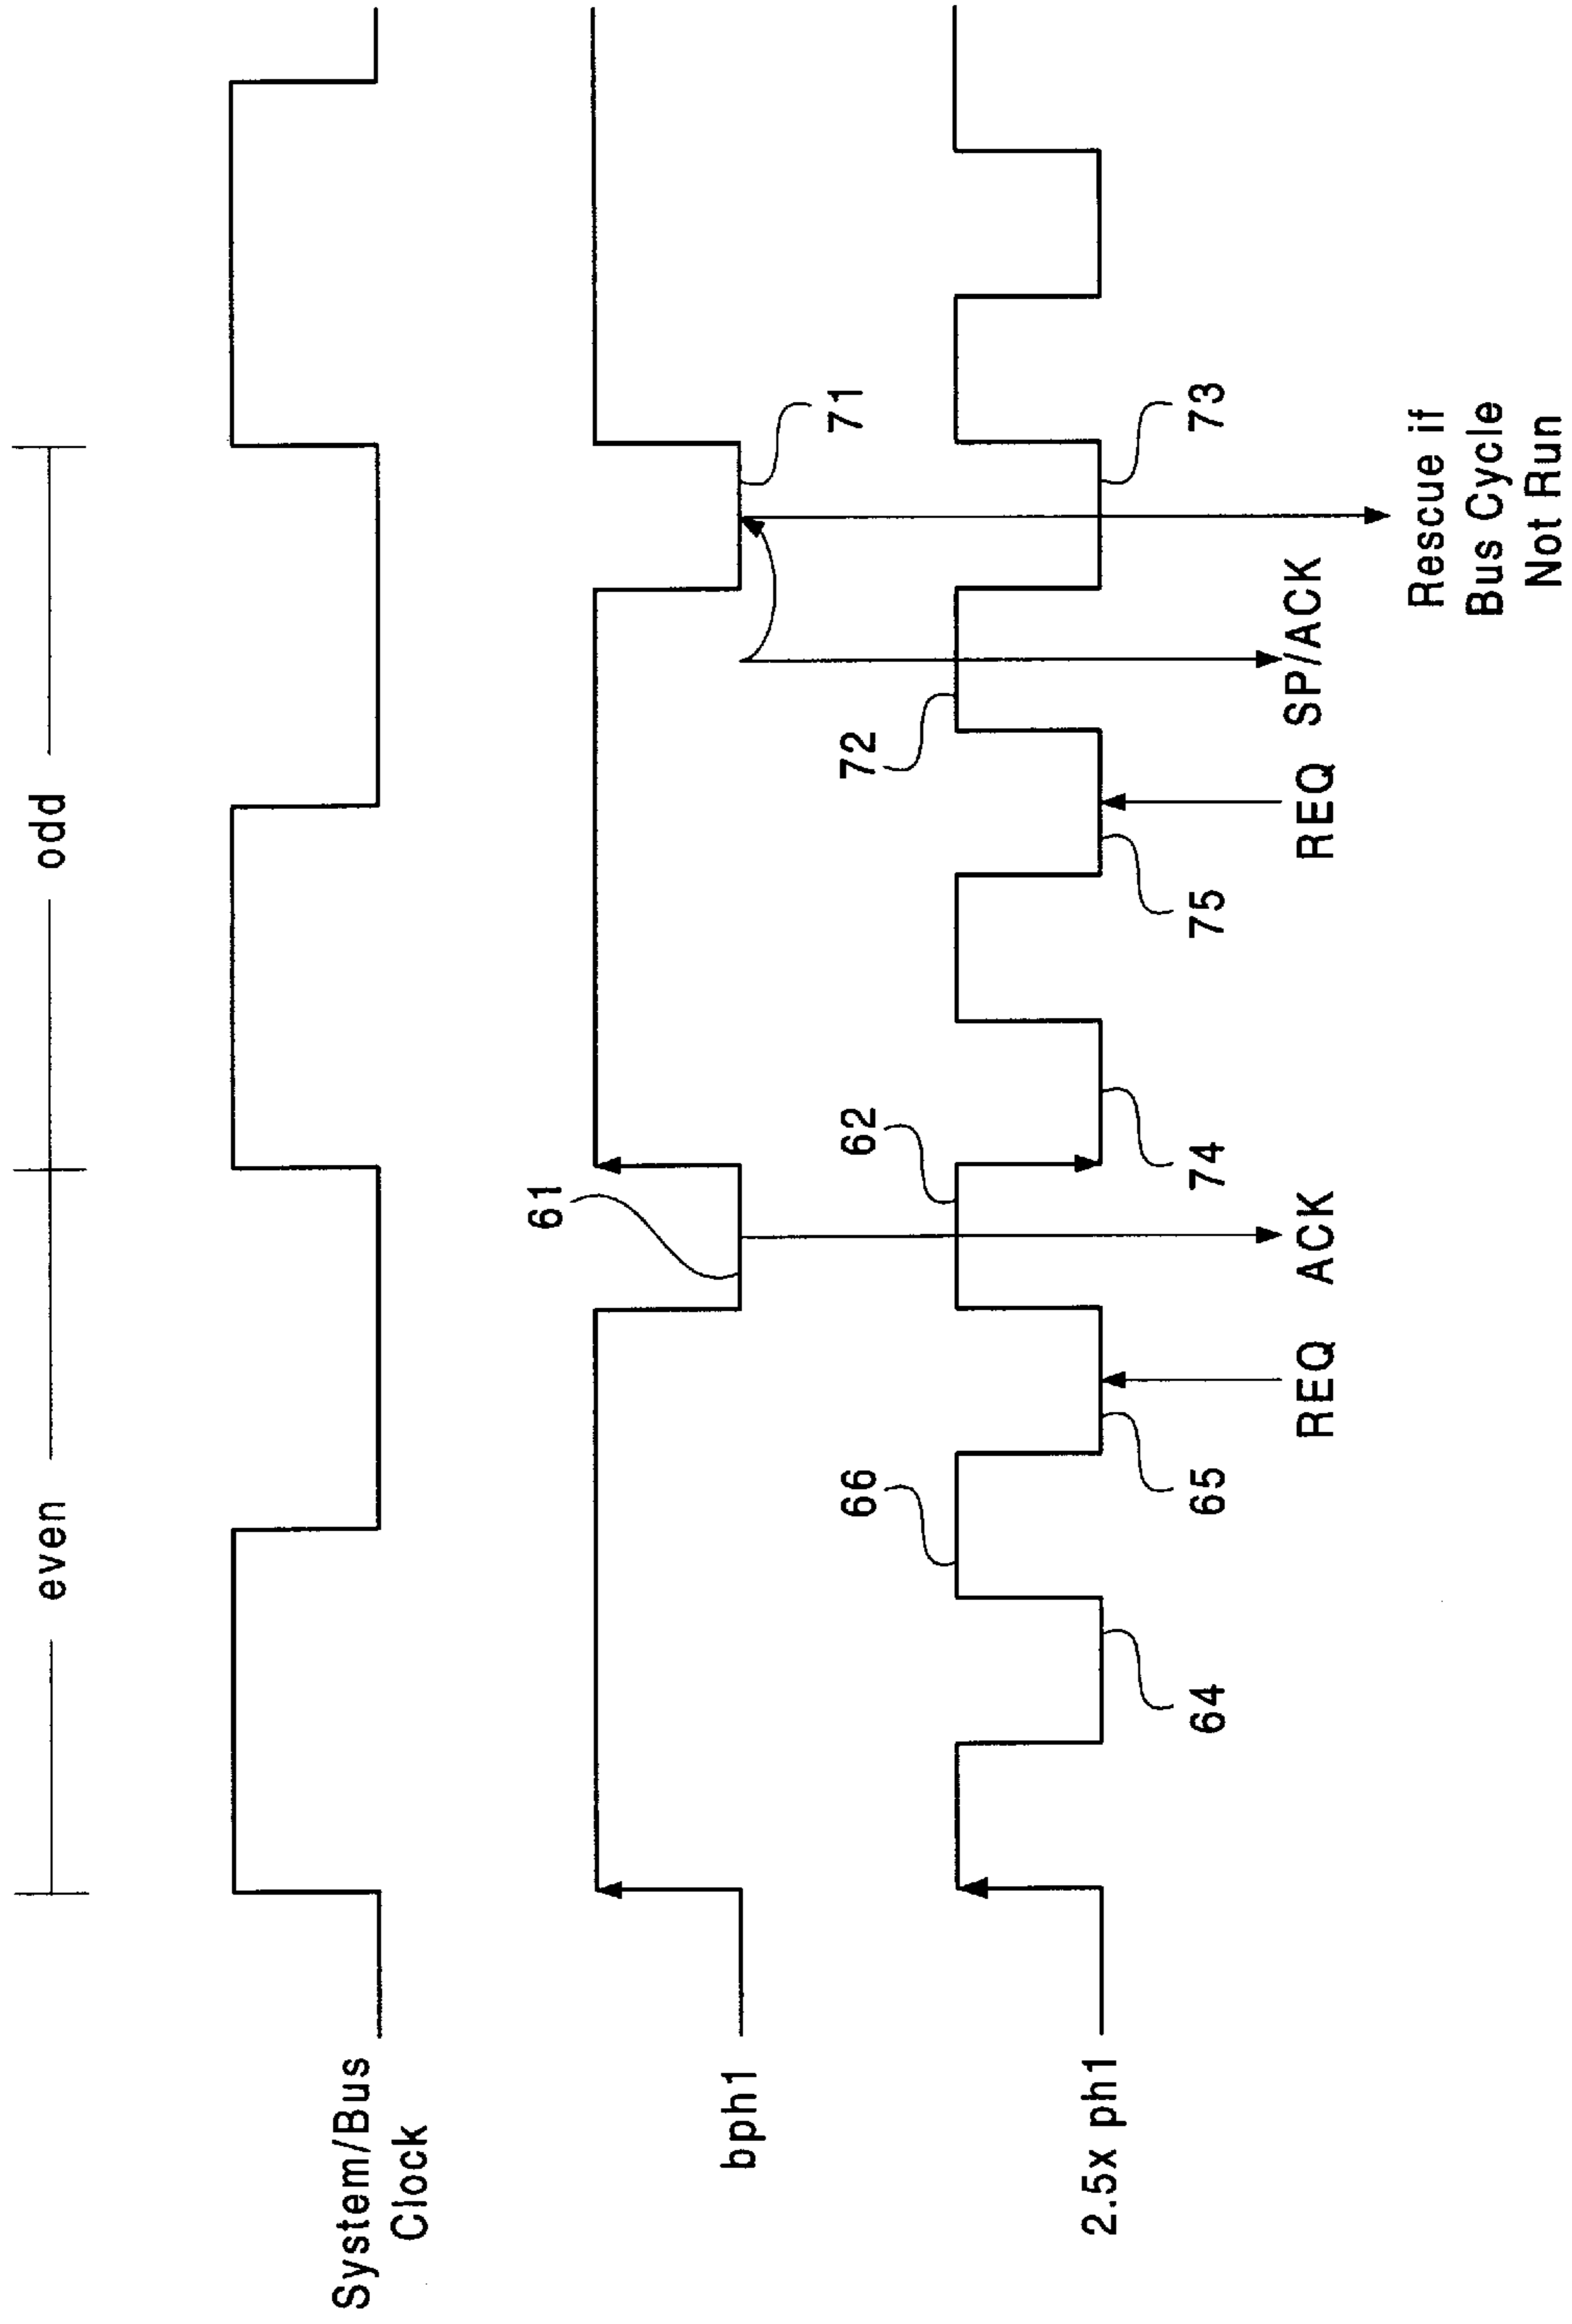 even
odd
System/Bus
Clock
bph1
61
71
2.5x ph1
66
62
72
64
65
74
75
73
REQ
ACK
REQ
SP/ACK
Rescue if
Bus Cycle
Not Run